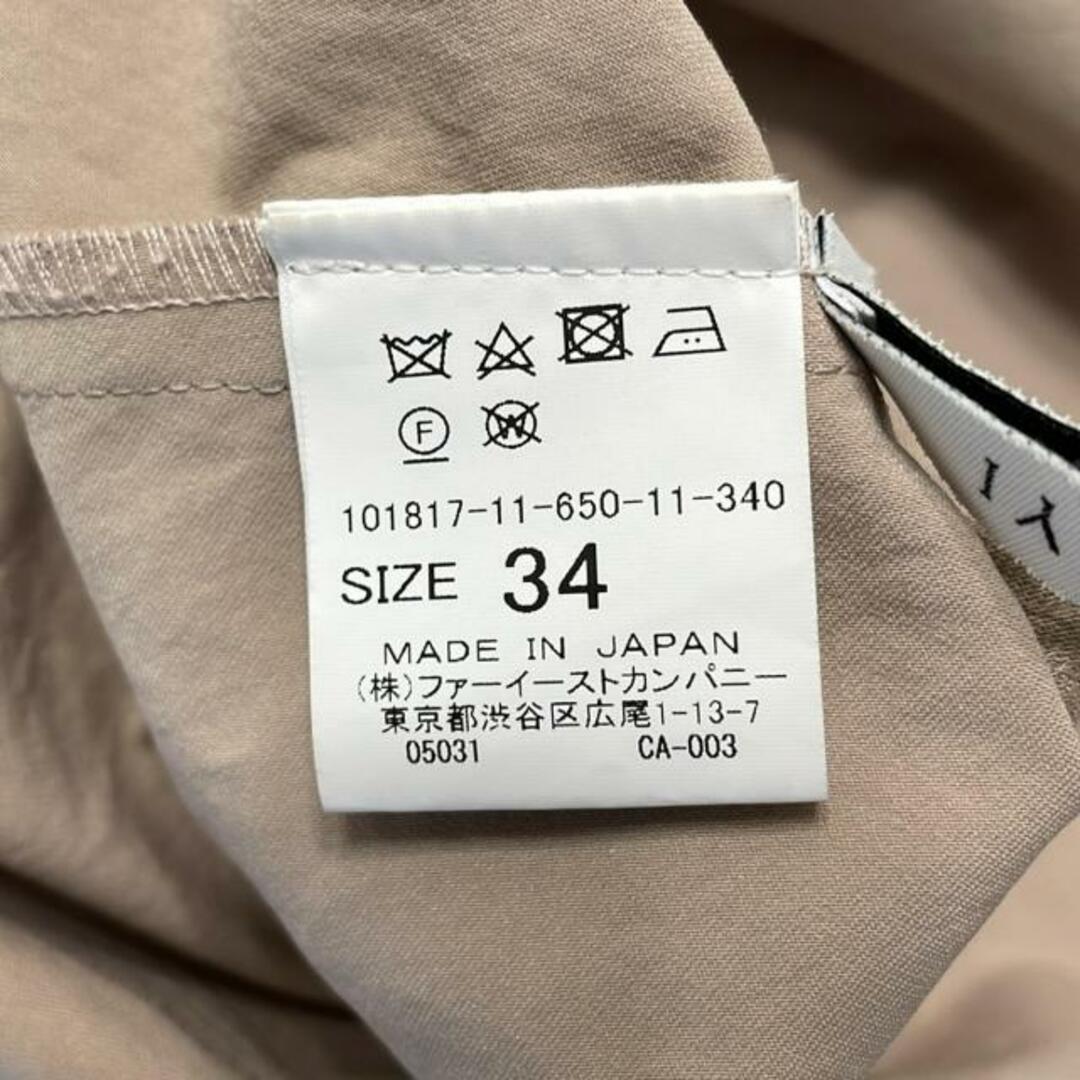 F W
101817-11-650-11-340
SIZE 34
MADE IN JAPAN
(株)ファーイーストカンパニー
東京都渋谷区広尾1-13-7
05031 CA-003